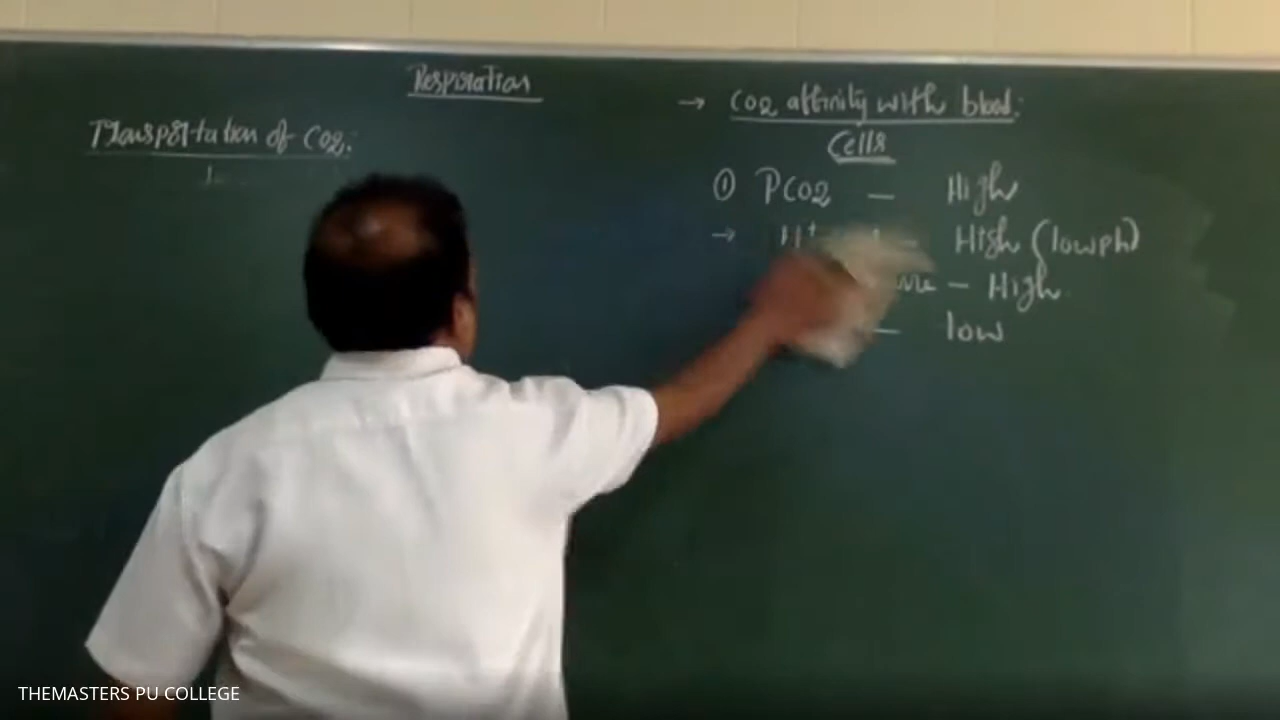 Respiration
Transportation of CO2:
→ CO2 affinity with blood:
Cells
① PCO2 — High
→ H+ — High (low pH)
— High
— low
THEMASTERS PU COLLEGE